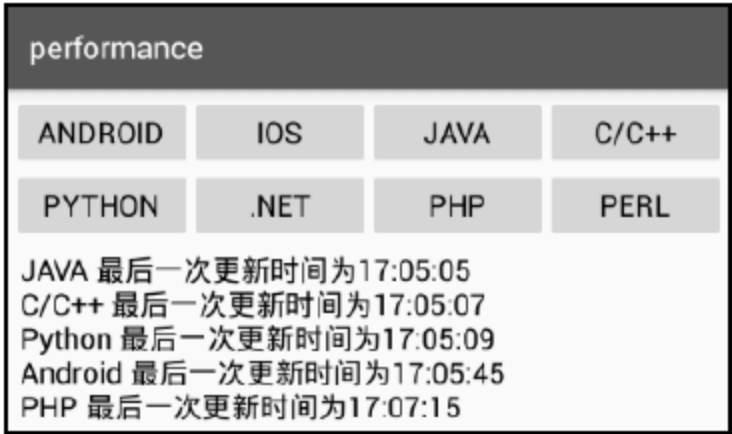 performance
ANDROID IOS JAVA C/C++
PYTHON .NET PHP PERL
JAVA 最后一次更新时间为17:05:05
C/C++ 最后一次更新时间为17:05:07
Python 最后一次更新时间为17:05:09
Android 最后一次更新时间为17:05:45
PHP 最后一次更新时间为17:07:15